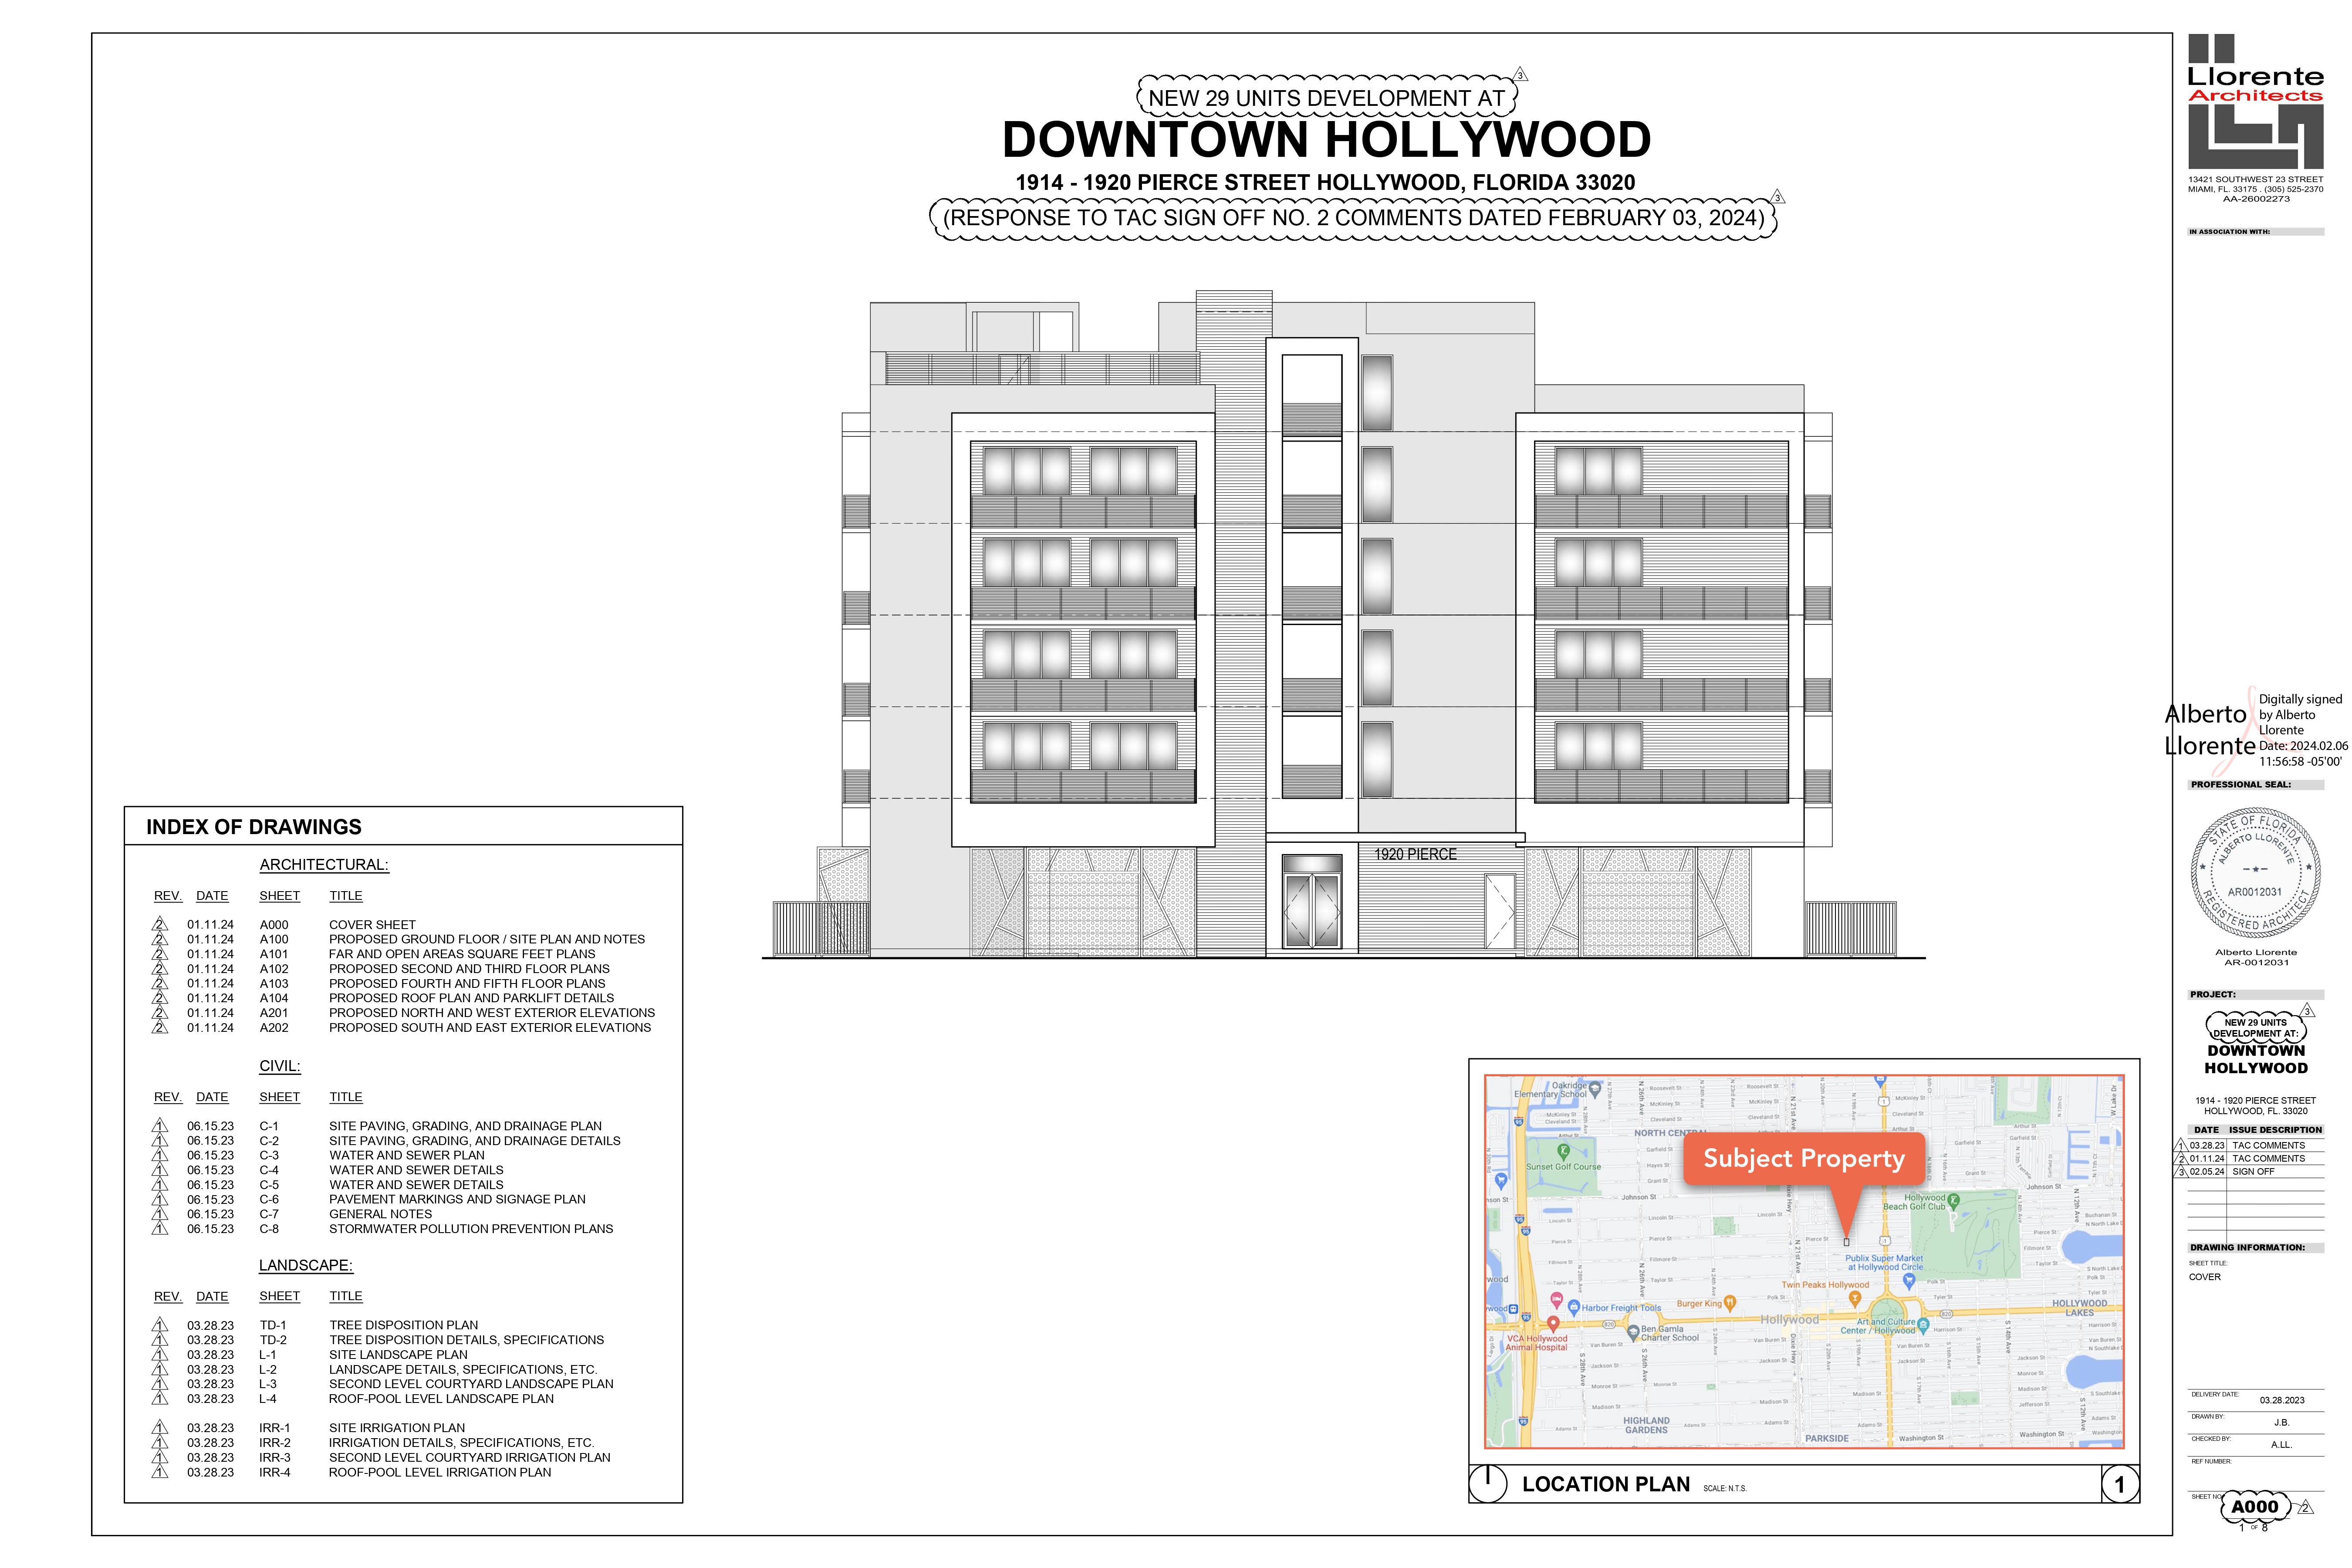 NEW 29 UNITS DEVELOPMENT AT
3
DOWNTOWN HOLLYWOOD
1914 - 1920 PIERCE STREET HOLLYWOOD, FLORIDA 33020
(RESPONSE TO TAC SIGN OFF NO. 2 COMMENTS DATED FEBRUARY 03, 2024)
3
1920 PIERCE
INDEX OF DRAWINGS
ARCHITECTURAL:
REV. DATE SHEET TITLE
2 01.11.24 A000 COVER SHEET
2 01.11.24 A100 PROPOSED GROUND FLOOR / SITE PLAN AND NOTES
2 01.11.24 A101 FAR AND OPEN AREAS SQUARE FEET PLANS
2 01.11.24 A102 PROPOSED SECOND AND THIRD FLOOR PLANS
2 01.11.24 A103 PROPOSED FOURTH AND FIFTH FLOOR PLANS
2 01.11.24 A104 PROPOSED ROOF PLAN AND PARKLIFT DETAILS
2 01.11.24 A201 PROPOSED NORTH AND WEST EXTERIOR ELEVATIONS
2 01.11.24 A202 PROPOSED SOUTH AND EAST EXTERIOR ELEVATIONS
CIVIL:
REV. DATE SHEET TITLE
1 06.15.23 C-1 SITE PAVING, GRADING, AND DRAINAGE PLAN
1 06.15.23 C-2 SITE PAVING, GRADING, AND DRAINAGE DETAILS
1 06.15.23 C-3 WATER AND SEWER PLAN
1 06.15.23 C-4 WATER AND SEWER DETAILS
1 06.15.23 C-5 WATER AND SEWER DETAILS
1 06.15.23 C-6 PAVEMENT MARKINGS AND SIGNAGE PLAN
1 06.15.23 C-7 GENERAL NOTES
1 06.15.23 C-8 STORMWATER POLLUTION PREVENTION PLANS
LANDSCAPE:
REV. DATE SHEET TITLE
1 03.28.23 TD-1 TREE DISPOSITION PLAN
1 03.28.23 TD-2 TREE DISPOSITION DETAILS, SPECIFICATIONS
1 03.28.23 L-1 SITE LANDSCAPE PLAN
1 03.28.23 L-2 LANDSCAPE DETAILS, SPECIFICATIONS, ETC.
1 03.28.23 L-3 SECOND LEVEL COURTYARD LANDSCAPE PLAN
1 03.28.23 L-4 ROOF-POOL LEVEL LANDSCAPE PLAN
1 03.28.23 IRR-1 SITE IRRIGATION PLAN
1 03.28.23 IRR-2 IRRIGATION DETAILS, SPECIFICATIONS, ETC.
1 03.28.23 IRR-3 SECOND LEVEL COURTYARD IRRIGATION PLAN
1 03.28.23 IRR-4 ROOF-POOL LEVEL IRRIGATION PLAN
Oakridge
Elementary School
NORTH CENTRAL
Subject Property
Sunset Golf Course
Johnson St
Johnson St
Hollywood
Beach Golf Club
Publix Super Market
at Hollywood Circle
Twin Peaks Hollywood
Harbor Freight Tools
Burger King
Ben Gamla
Charter School
VCA Hollywood
Animal Hospital
Hollywood
Art and Culture
Center / Hollywood
HOLLYWOOD
LAKES
HIGHLAND
GARDENS
PARKSIDE
Washington St
Washington St
LOCATION PLAN
SCALE: N.T.S.
1
Llorente
Architects
13421 SOUTHWEST 23 STREET
MIAMI, FL. 33175 . (305) 525-2370
AA-26002273
IN ASSOCIATION WITH:
Alberto
Llorente
Digitally signed
by Alberto
Llorente
Date: 2024.02.06
11:56:58 -05'00'
PROFESSIONAL SEAL:
STATE OF FLORIDA
ALBERTO LLORENTE
AR0012031
REGISTERED ARCHITECT
Alberto Llorente
AR-0012031
PROJECT:
3
NEW 29 UNITS
DEVELOPMENT AT:
DOWNTOWN
HOLLYWOOD
1914 - 1920 PIERCE STREET
HOLLYWOOD, FL. 33020
DATE ISSUE DESCRIPTION
1 03.28.23 TAC COMMENTS
2 01.11.24 TAC COMMENTS
3 02.05.24 SIGN OFF
DRAWING INFORMATION:
SHEET TITLE:
COVER
DELIVERY DATE:
03.28.2023
DRAWN BY:
J.B.
CHECKED BY:
A.LL.
REF NUMBER:
SHEET NO
A000
2
1 OF 8